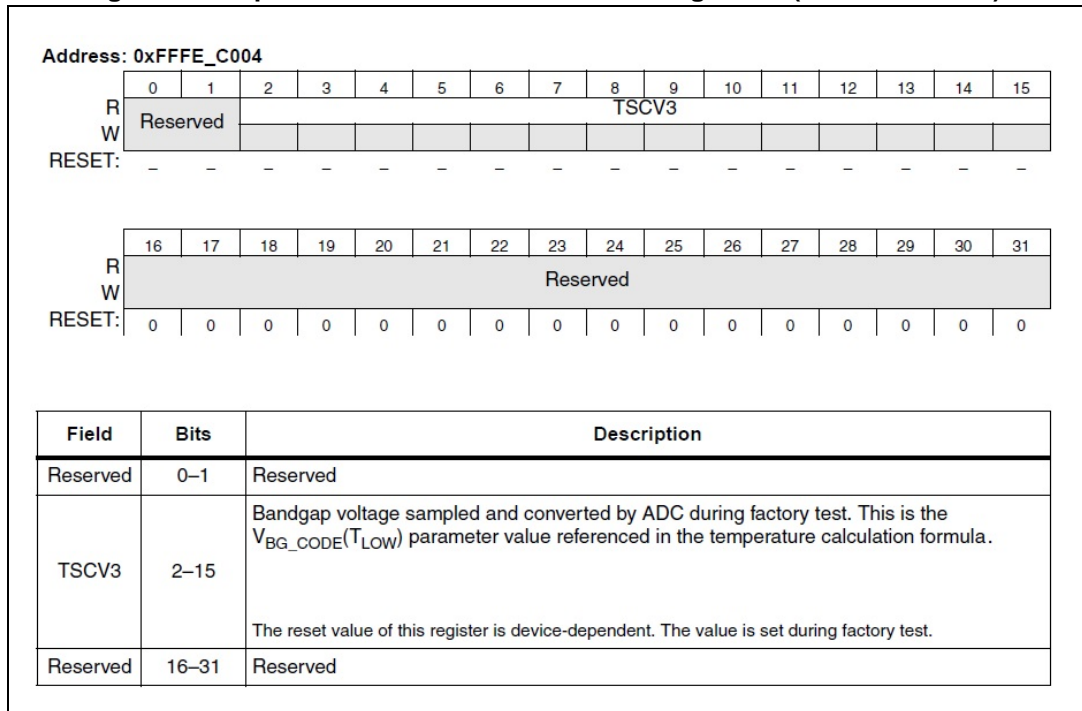 Address: 0xFFFE_C004
0 1 2 3 4 5 6 7 8 9 10 11 12 13 14 15
R Reserved TSCV3
W
RESET: – – – – – – – – – – – – – – – –
16 17 18 19 20 21 22 23 24 25 26 27 28 29 30 31
R Reserved
W
RESET: 0 0 0 0 0 0 0 0 0 0 0 0 0 0 0 0
Field Bits Description
Reserved 0–1 Reserved
Bandgap voltage sampled and converted by ADC during factory test. This is the
VBG_CODE(TLOW) parameter value referenced in the temperature calculation formula.
TSCV3 2–15
The reset value of this register is device-dependent. The value is set during factory test.
Reserved 16–31 Reserved